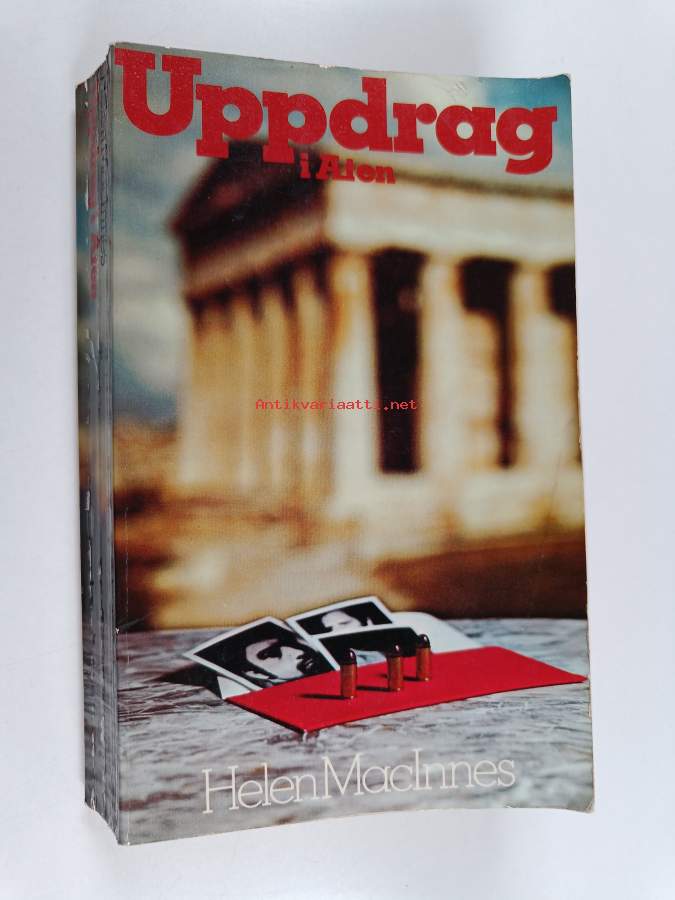 Uppdrag
i Aten
Antikvariaatti.net
Helen MacInnes